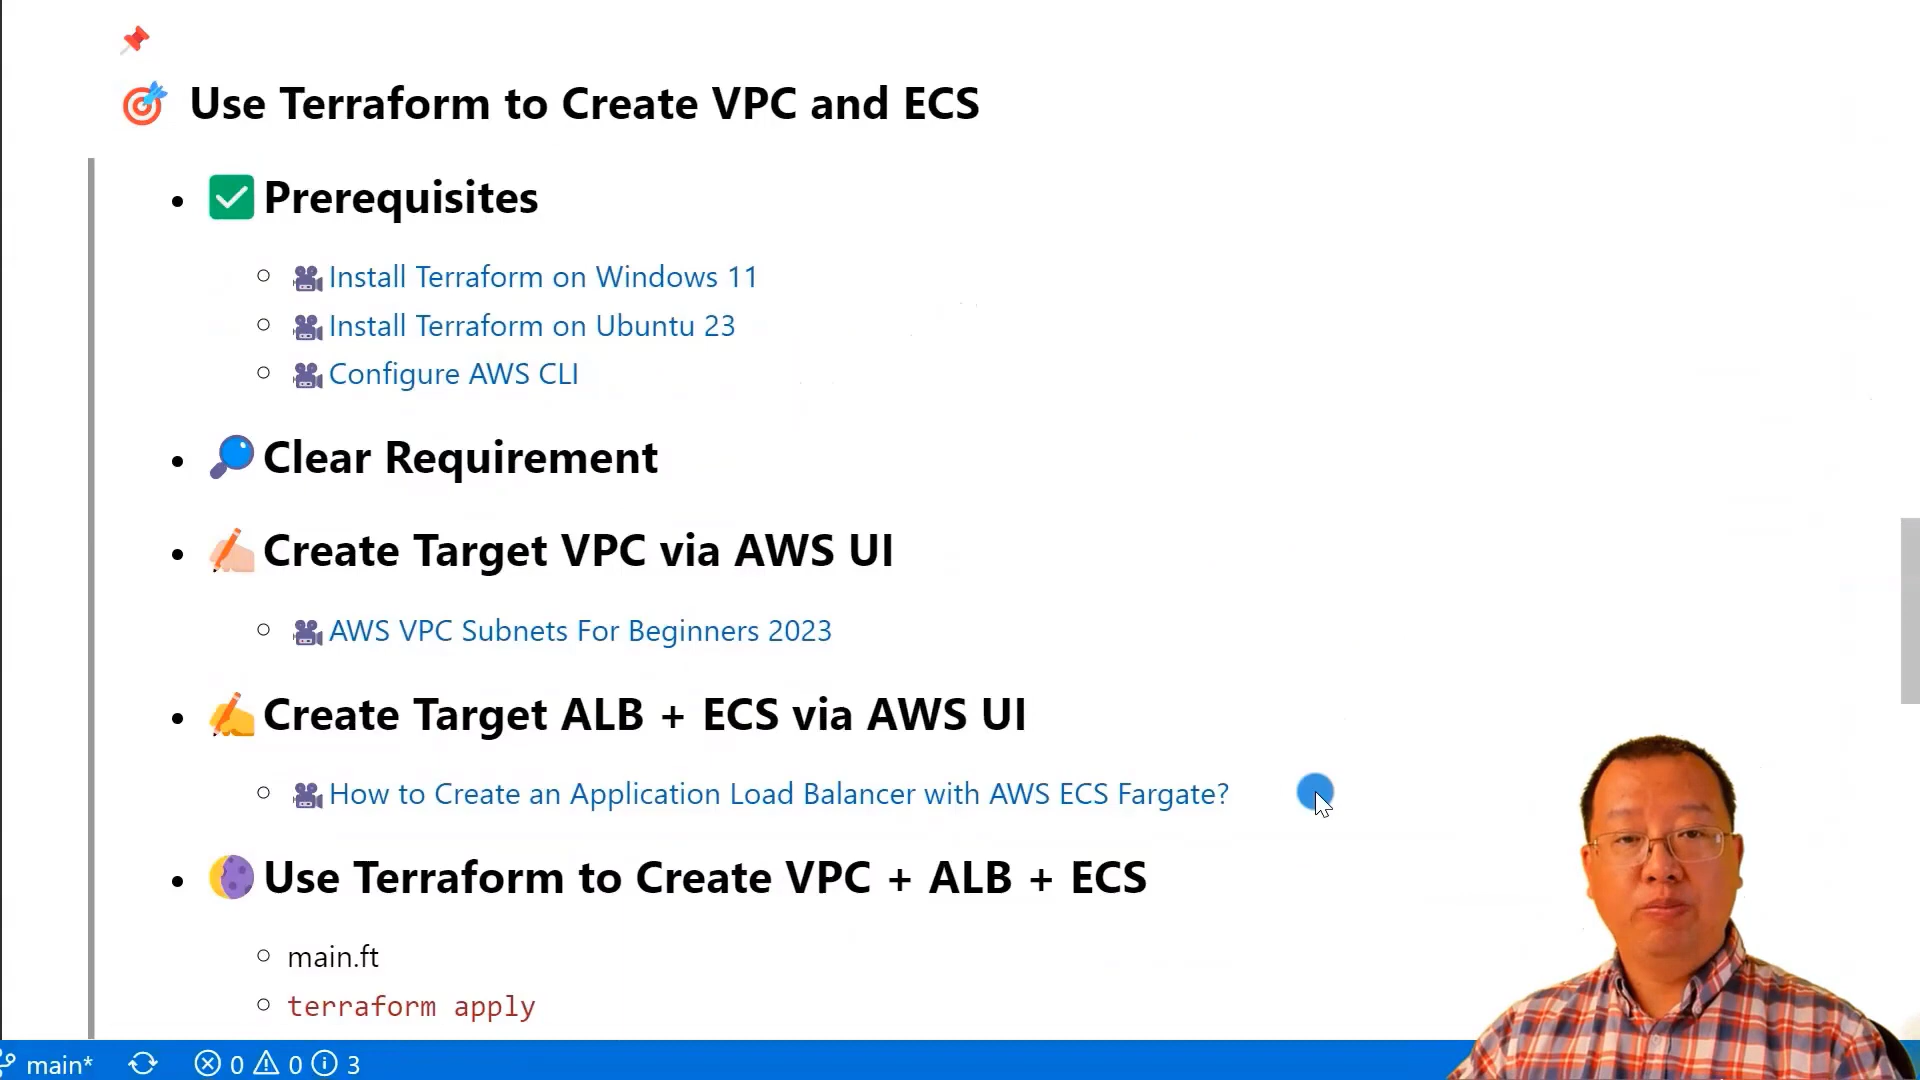 Use Terraform to Create VPC and ECS
Prerequisites
Install Terraform on Windows 11
Install Terraform on Ubuntu 23
Configure AWS CLI
Clear Requirement
Create Target VPC via AWS UI
AWS VPC Subnets For Beginners 2023
Create Target ALB + ECS via AWS UI
How to Create an Application Load Balancer with AWS ECS Fargate?
Use Terraform to Create VPC + ALB + ECS
main.ft
terraform apply
main* 0 0 3